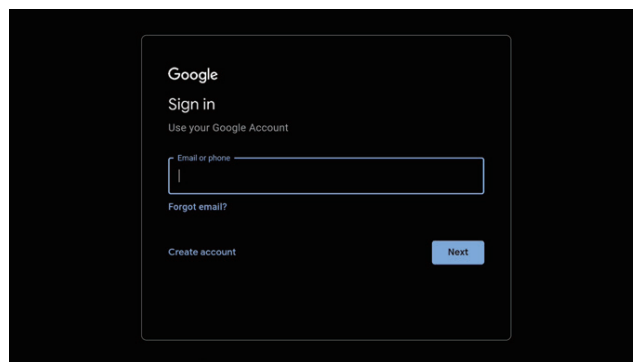 Google
Sign in
Use your Google Account
Email or phone
Forgot email?
Create account
Next